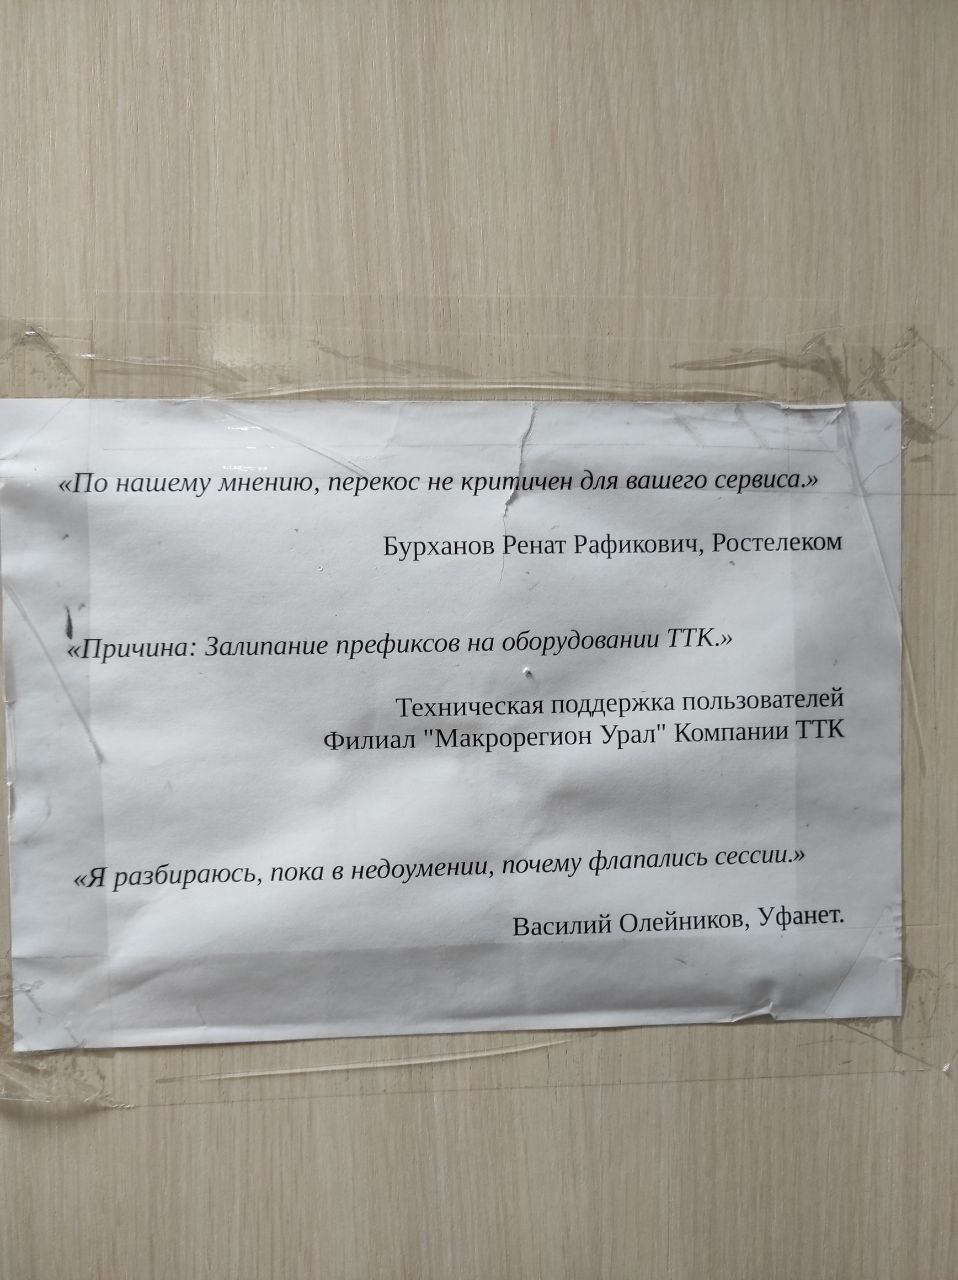 «По нашему мнению, перекос не критичен для вашего сервиса.»
Бурханов Ренат Рафикович, Ростелеком
«Причина: Залипание префиксов на оборудовании ТТК.»
Техническая поддержка пользователей
Филиал "Макрорегион Урал" Компании ТТК
«Я разбираюсь, пока в недоумении, почему флапались сессии.»
Василий Олейников, Уфанет.